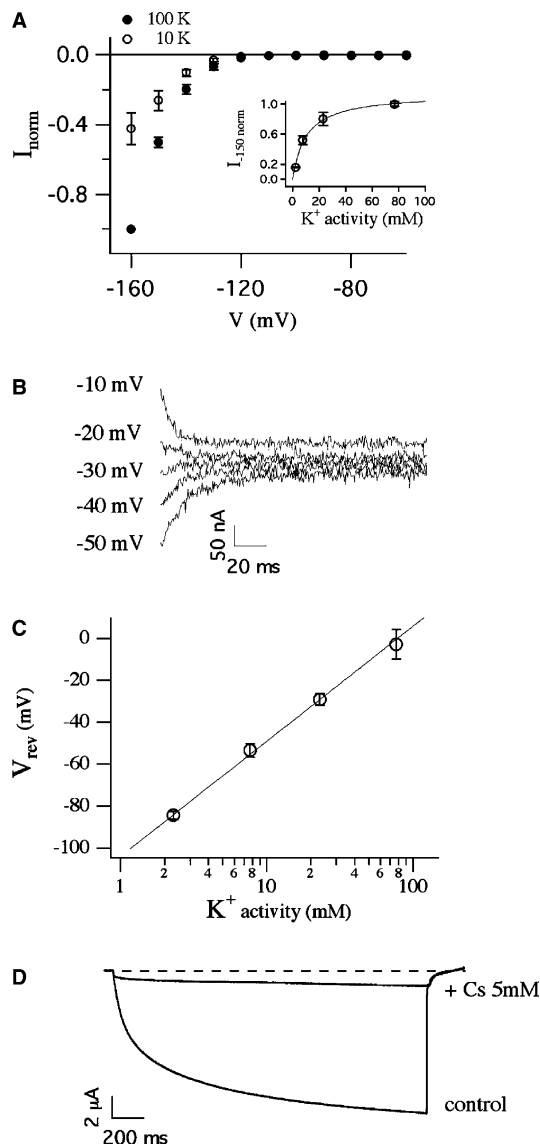 A
100 K
10 K
0.0
-0.4
-0.8
I norm
-160
-120
-80
V (mV)
1.0
0.6
0.2
0.0
I -150 norm
0
20
40
60
80
100
K+ activity (mM)
B
-10 mV
-20 mV
-30 mV
-40 mV
-50 mV
50 nA
20 ms
C
0
-20
-40
-60
-80
-100
V rev (mV)
1
2
4
6
8
10
2
4
6
8
100
K+ activity (mM)
D
+ Cs 5mM
control
2 µA
200 ms